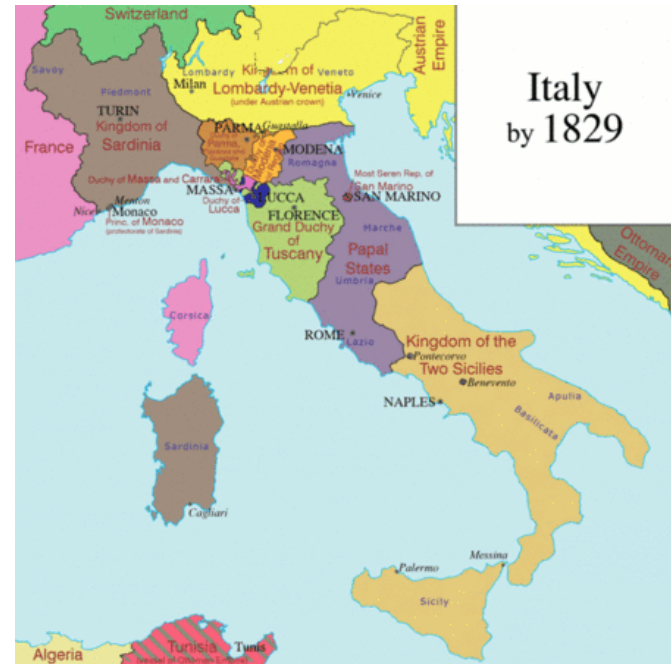 Switzerland
Italy
by 1829
Austrian
Empire
Savoy
Lombardy
Veneto
Lombardy-Venetia
(under Austrian crown)
Milan
Venice
Piedmont
TURIN
Kingdom of
Sardinia
France
PARMA
Guastalla
MODENA
Romagna
Duchy of Massa and Carrara
MASSA
LUCCA
Duchy of
Lucca
Most Seren Rep. of
San Marino
SAN MARINO
FLORENCE
Grand Duchy
of
Tuscany
Nice
Menton
Monaco
Princ. of Monaco
(protectorate of Sardinia)
Marche
Papal
States
Umbria
Ottoman
Empire
Corsica
ROME
Lazio
Kingdom of the
Two Sicilies
Pontecorvo
Benevento
NAPLES
Apulia
Basilicata
Sardinia
Cagliari
Messina
Palermo
Sicily
Algeria
Tunisia
Tunis